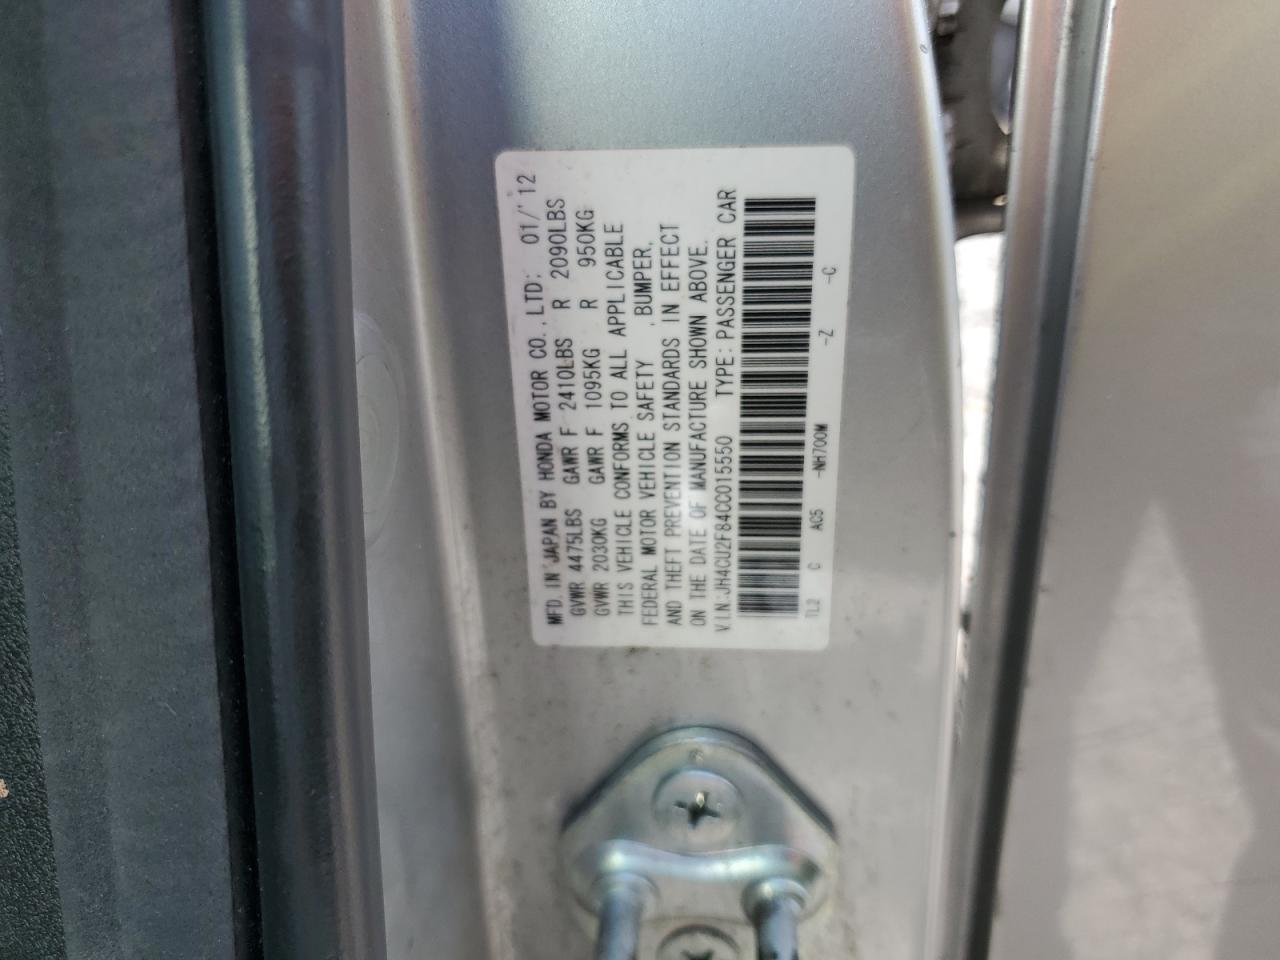 MFD. IN JAPAN BY HONDA MOTOR CO., LTD: 01/'12
GVWR 4475LBS GAWR F 2410LBS R 2090LBS
GVWR 2030KG GAWR F 1095KG R 950KG
THIS VEHICLE CONFORMS TO ALL APPLICABLE
FEDERAL MOTOR VEHICLE SAFETY , BUMPER,
AND THEFT PREVENTION STANDARDS IN EFFECT
ON THE DATE OF MANUFACTURE SHOWN ABOVE.
V.I.N:JH4CU2F84CC015550 TYPE:PASSENGER CAR
TL2 C AC5 -NH700M -Z -C